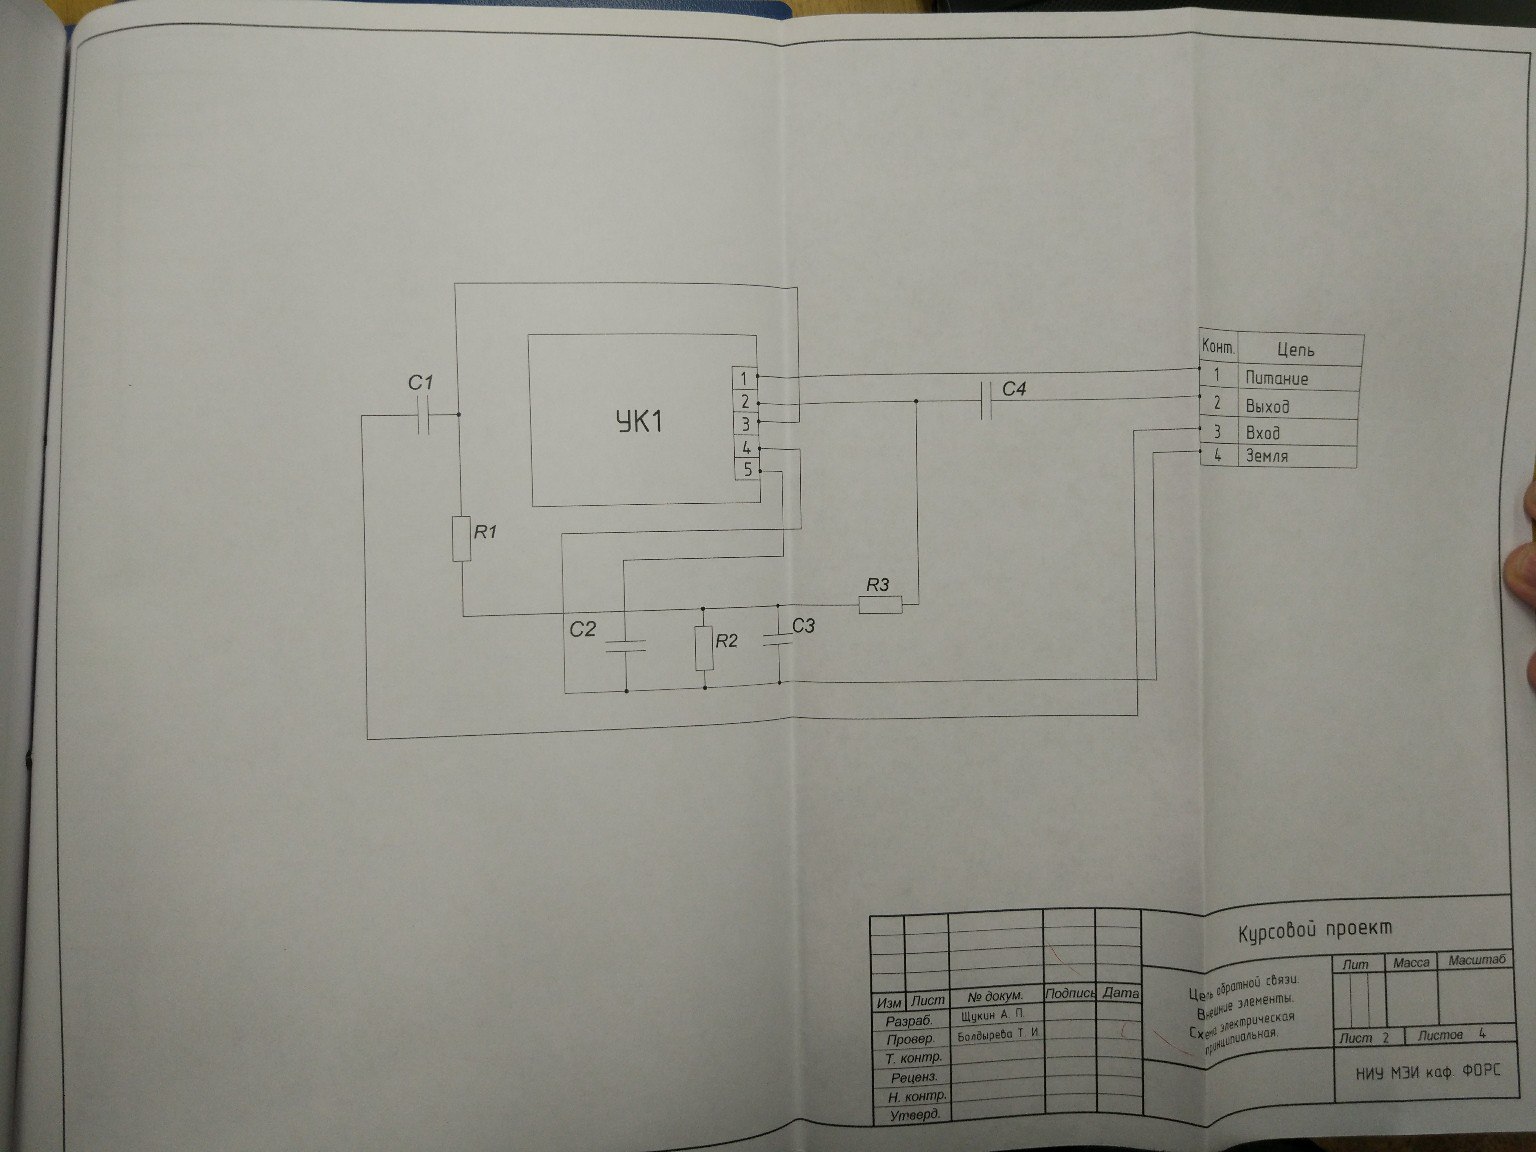 C1
УК1
1
2
3
4
5
C4
Конт. Цепь
1 Питание
2 Выход
3 Вход
4 Земля
R1
R3
C2
R2
C3
Курсовой проект
Цепь обратной связи.
Внешние элементы.
Схема электрическая
принципиальная.
Лит Масса Масштаб
Лист 2 Листов 4
НИУ МЭИ каф. ФОРС
Изм Лист № докум. Подпись Дата
Разраб. Щукин А. П.
Провер. Болдырева Т. И.
Т. контр.
Реценз.
Н. контр.
Утверд.